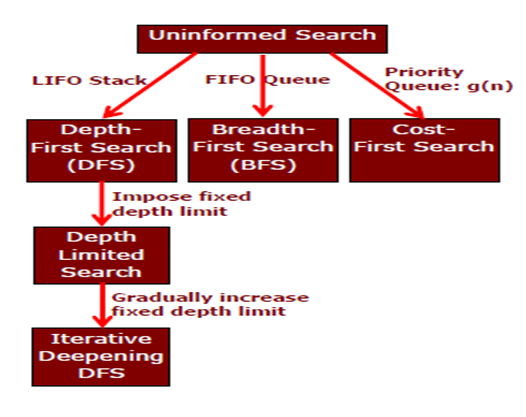 Uninformed Search
LIFO Stack
FIFO Queue
Priority
Queue: g(n)
Depth-
First Search
(DFS)
Breadth-
First Search
(BFS)
Cost-
First Search
Impose fixed
depth limit
Depth
Limited
Search
Gradually increase
fixed depth limit
Iterative
Deepening
DFS